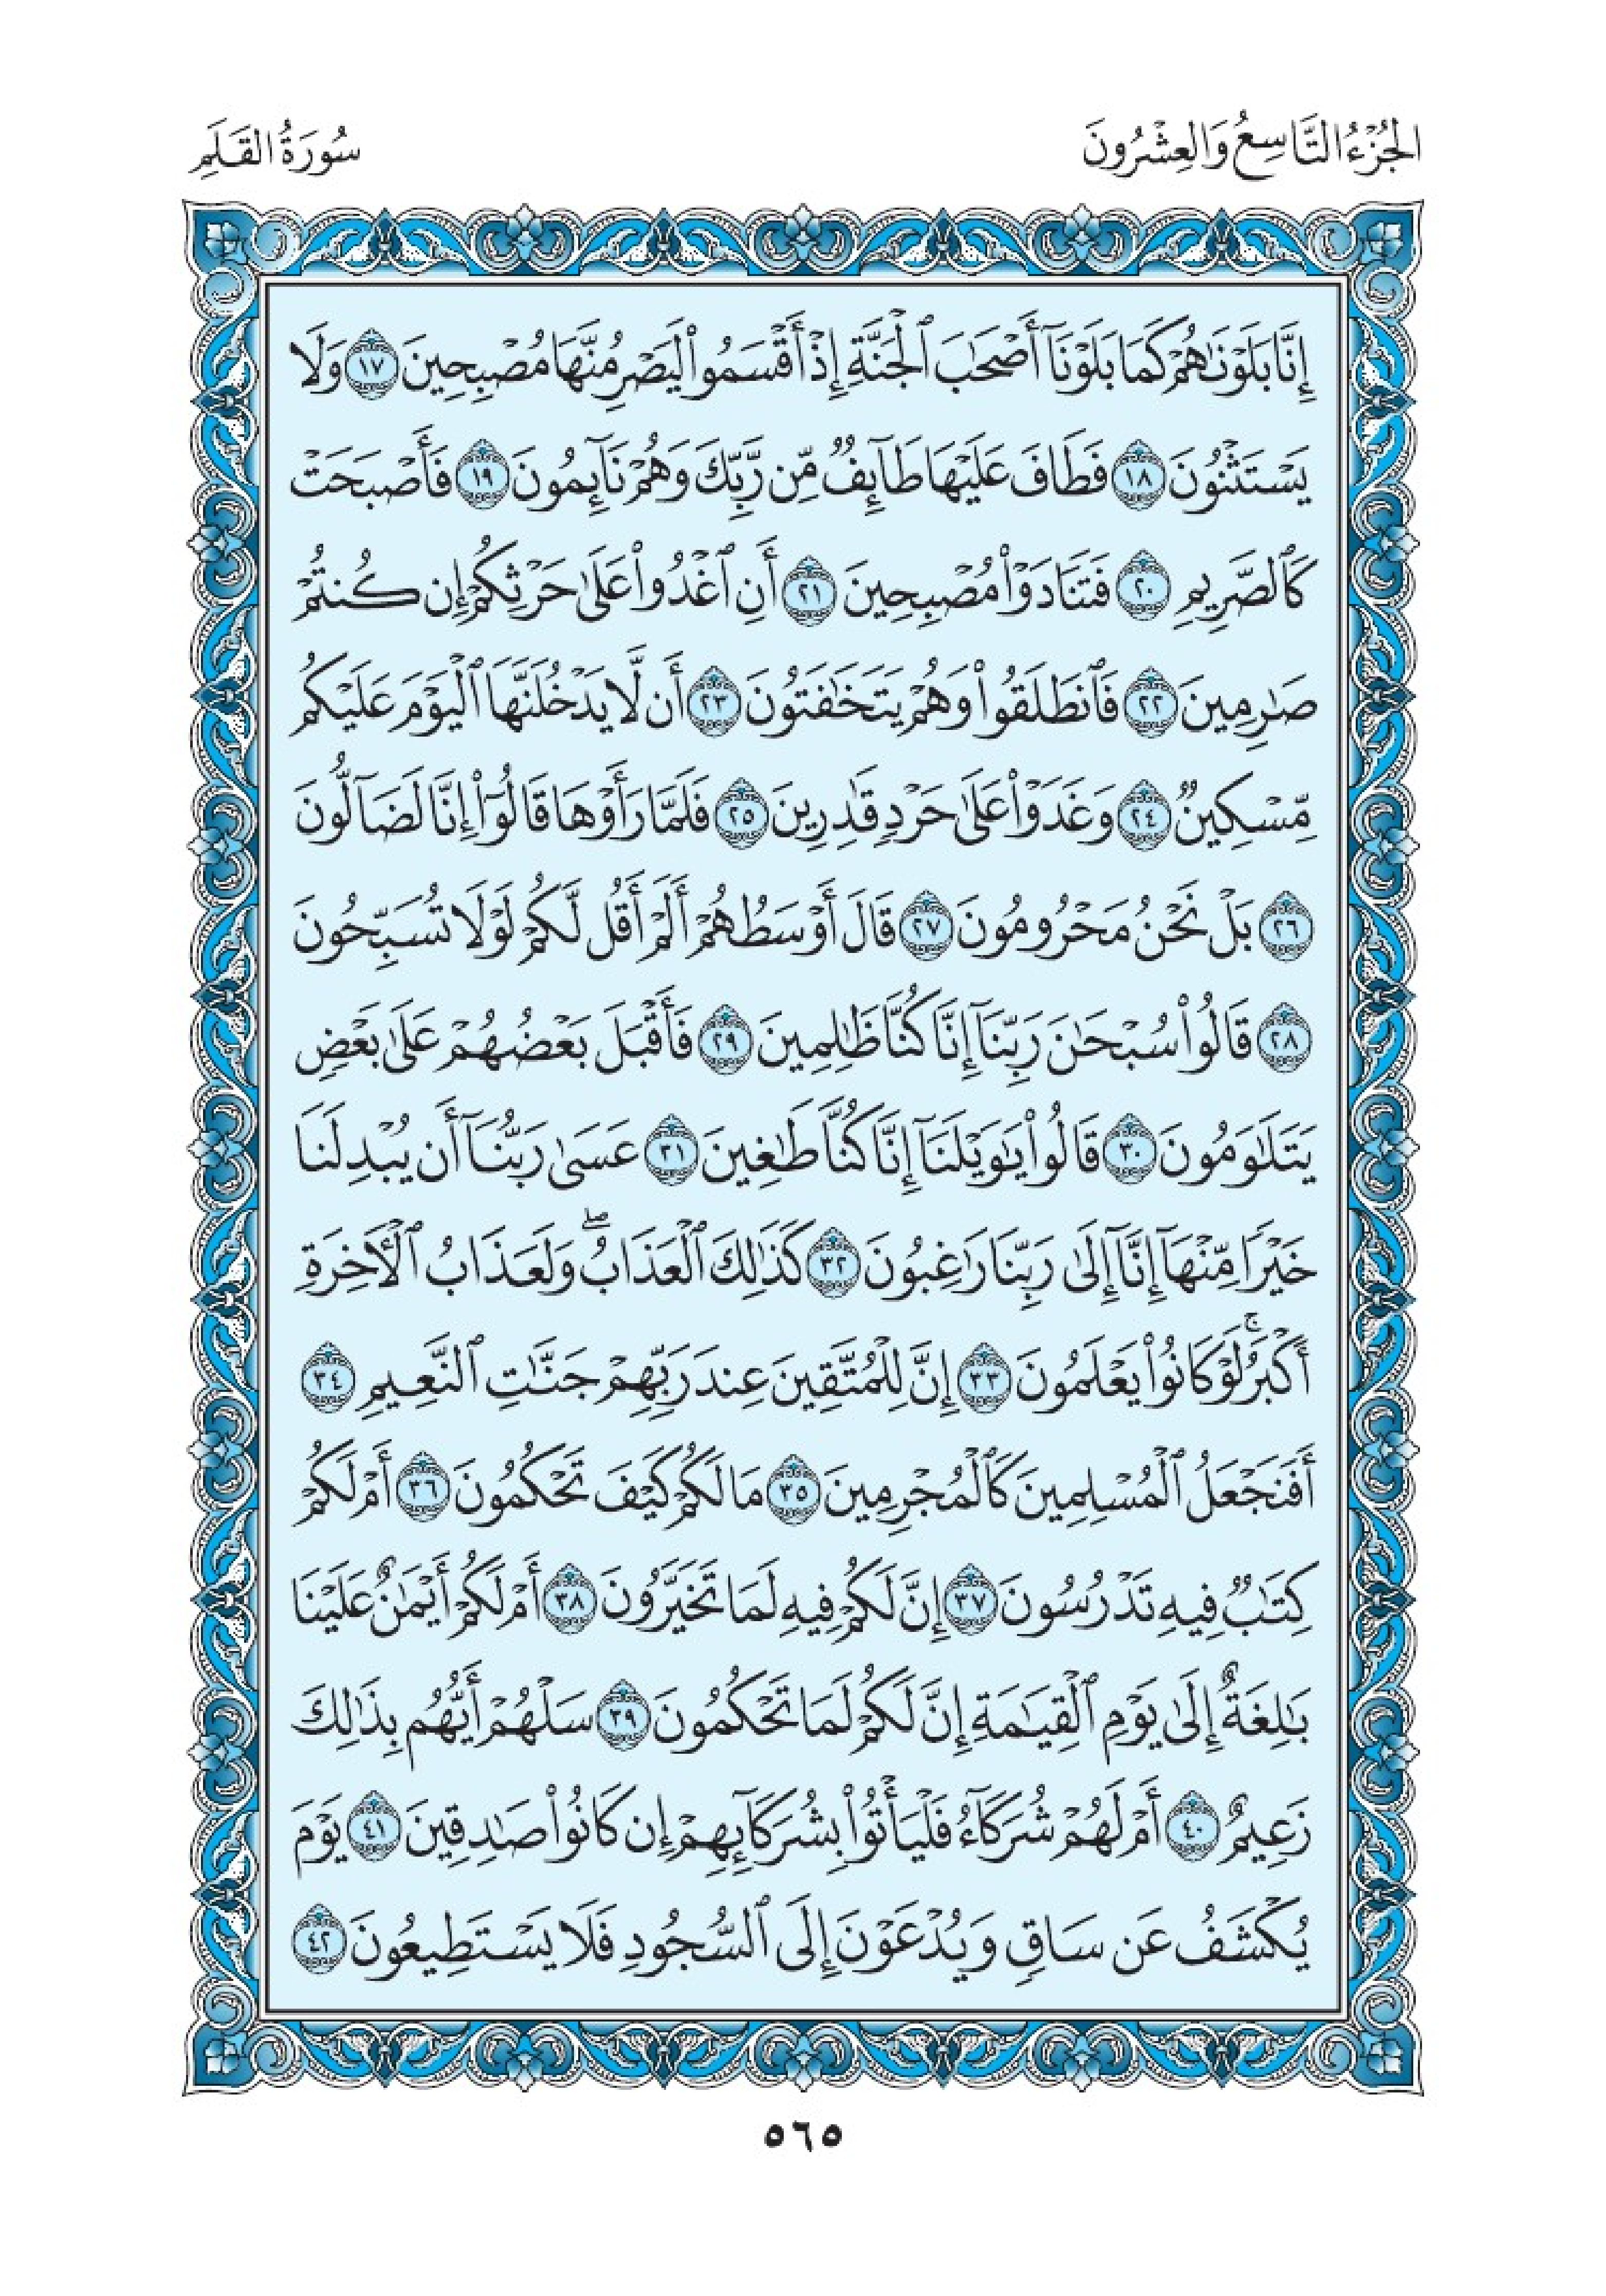 الجُزْءُ التَّاسِعُ وَالعِشْرُونَ
سُورَةُ القَلَمِ
إِنَّا بَلَوْنَٰهُمْ كَمَا بَلَوْنَآ أَصْحَٰبَ ٱلْجَنَّةِ إِذْ أَقْسَمُوا۟ لَيَصْرِمُنَّهَا مُصْبِحِينَ ١٧ وَلَا
يَسْتَثْنُونَ ١٨ فَطَافَ عَلَيْهَا طَآئِفٌ مِّن رَّبِّكَ وَهُمْ نَآئِمُونَ ١٩ فَأَصْبَحَتْ
كَٱلصَّرِيمِ ٢٠ فَتَنَادَوْا۟ مُصْبِحِينَ ٢١ أَنِ ٱغْدُوا۟ عَلَىٰ حَرْثِكُمْ إِن كُنتُمْ
صَٰرِمِينَ ٢٢ فَٱنطَلَقُوا۟ وَهُمْ يَتَخَٰفَتُونَ ٢٣ أَن لَّا يَدْخُلَنَّهَا ٱلْيَوْمَ عَلَيْكُم
مِّسْكِينٌ ٢٤ وَغَدَوْا۟ عَلَىٰ حَرْدٍ قَٰدِرِينَ ٢٥ فَلَمَّا رَأَوْهَا قَالُوٓا۟ إِنَّا لَضَآلُّونَ
٢٦ بَلْ نَحْنُ مَحْرُومُونَ ٢٧ قَالَ أَوْسَطُهُمْ أَلَمْ أَقُل لَّكُمْ لَوْلَا تُسَبِّحُونَ
٢٨ قَالُوا۟ سُبْحَٰنَ رَبِّنَآ إِنَّا كُنَّا ظَٰلِمِينَ ٢٩ فَأَقْبَلَ بَعْضُهُمْ عَلَىٰ بَعْضٍ
يَتَلَٰوَمُونَ ٣٠ قَالُوا۟ يَٰوَيْلَنَآ إِنَّا كُنَّا طَٰغِينَ ٣١ عَسَىٰ رَبُّنَآ أَن يُبْدِلَنَا
خَيْرًا مِّنْهَآ إِنَّآ إِلَىٰ رَبِّنَا رَٰغِبُونَ ٣٢ كَذَٰلِكَ ٱلْعَذَابُ ۖ وَلَعَذَابُ ٱلْءَاخِرَةِ
أَكْبَرُ ۚ لَوْ كَانُوا۟ يَعْلَمُونَ ٣٣ إِنَّ لِلْمُتَّقِينَ عِندَ رَبِّهِمْ جَنَّٰتِ ٱلنَّعِيمِ ٣٤
أَفَنَجْعَلُ ٱلْمُسْلِمِينَ كَٱلْمُجْرِمِينَ ٣٥ مَا لَكُمْ كَيْفَ تَحْكُمُونَ ٣٦ أَمْ لَكُمْ
كِتَٰبٌ فِيهِ تَدْرُسُونَ ٣٧ إِنَّ لَكُمْ فِيهِ لَمَا تَخَيَّرُونَ ٣٨ أَمْ لَكُمْ أَيْمَٰنٌ عَلَيْنَا
بَٰلِغَةٌ إِلَىٰ يَوْمِ ٱلْقِيَٰمَةِ إِنَّ لَكُمْ لَمَا تَحْكُمُونَ ٣٩ سَلْهُمْ أَيُّهُم بِذَٰلِكَ
زَعِيمٌ ٤٠ أَمْ لَهُمْ شُرَكَآءُ فَلْيَأْتُوا۟ بِشُرَكَآئِهِمْ إِن كَانُوا۟ صَٰدِقِينَ ٤١ يَوْمَ
يُكْشَفُ عَن سَاقٍ وَيُدْعَوْنَ إِلَى ٱلسُّجُودِ فَلَا يَسْتَطِيعُونَ ٤٢
٥٦٥